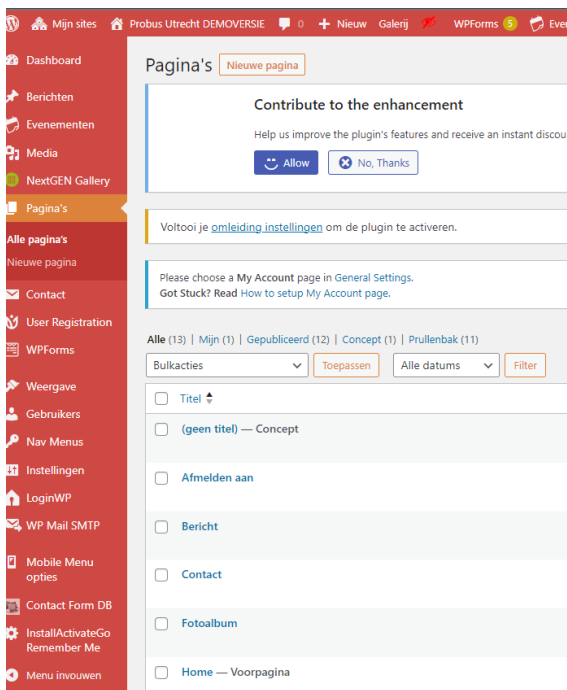 Mijn sites Probus Utrecht DEMOVERSIE 0 + Nieuw Galerij WPForms 5
Dashboard
Berichten
Evenementen
Media
NextGEN Gallery
Pagina's
Alle pagina's
Nieuwe pagina
Contact
User Registration
WPForms
Weergave
Gebruikers
Nav Menus
Instellingen
LoginWP
WP Mail SMTP
Mobile Menu
opties
Contact Form DB
InstallActivateGo
Remember Me
Menu invouwen
Pagina's Nieuwe pagina
Contribute to the enhancement
Help us improve the plugin's features and receive an instant
Allow No, Thanks
Voltooi je omleiding instellingen om de plugin te activeren.
Please choose a My Account page in General Settings.
Got Stuck? Read How to setup My Account page.
Alle (13) | Mijn (1) | Gepubliceerd (12) | Concept (1) | Prullenbak (11)
Bulkacties Toepassen Alle datums Filter
Titel
(geen titel) — Concept
Afmelden aan
Bericht
Contact
Fotoalbum
Home — Voorpagina